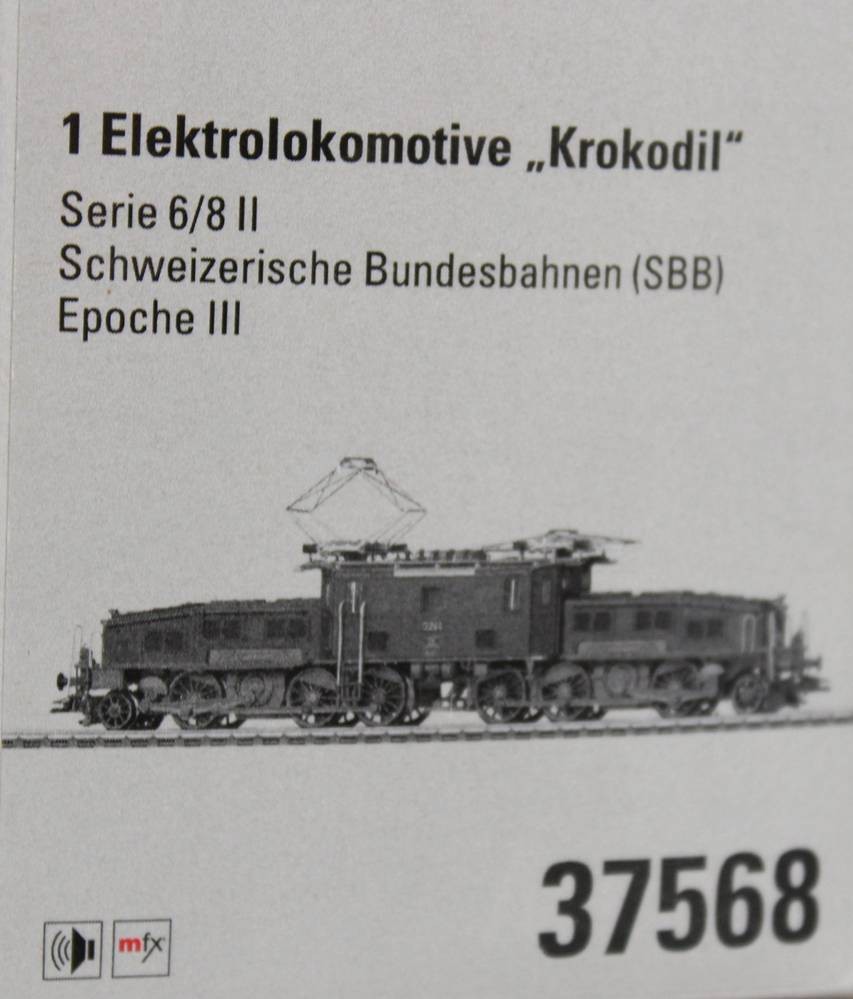 1 Elektrolokomotive „Krokodil“
Serie 6/8 II
Schweizerische Bundesbahnen (SBB)
Epoche III
37568
mfx